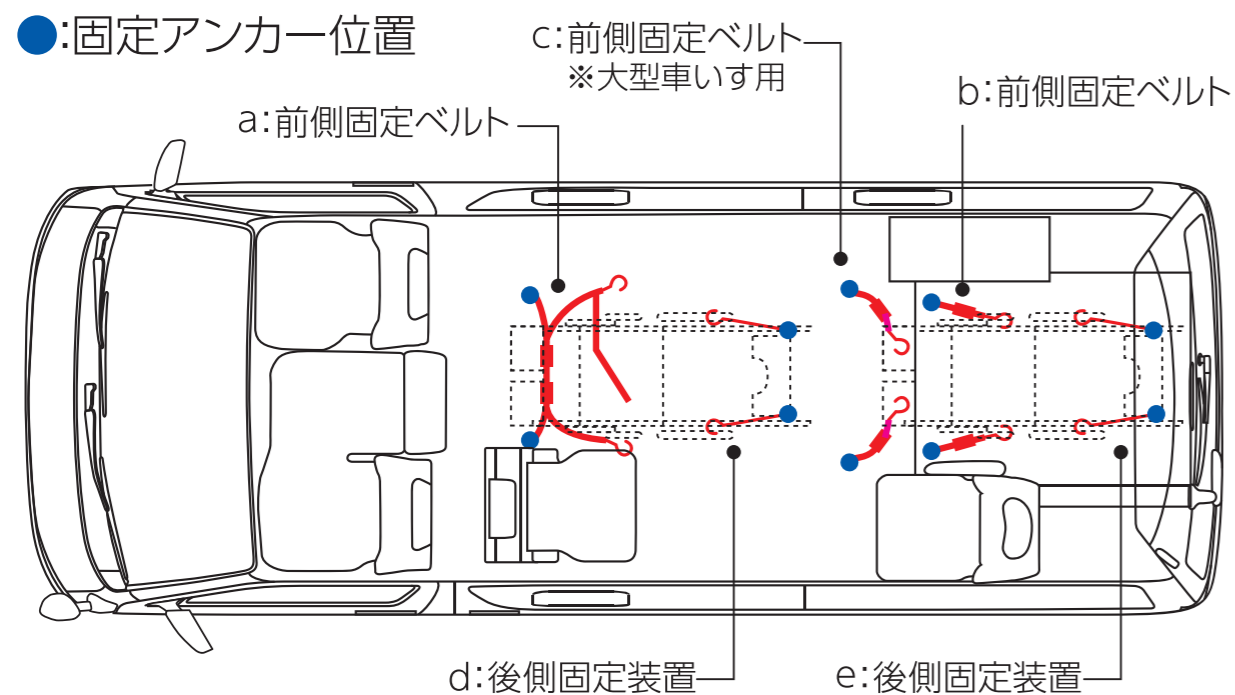 ●:固定アンカー位置
c:前側固定ベルト
※大型車いす用
b:前側固定ベルト
a:前側固定ベルト
d:後側固定装置
e:後側固定装置